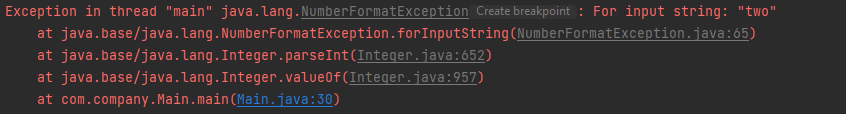 Exception in thread "main" java.lang.NumberFormatException Create breakpoint : For input string: "two"
at java.base/java.lang.NumberFormatException.forInputString(NumberFormatException.java:65)
at java.base/java.lang.Integer.parseInt(Integer.java:652)
at java.base/java.lang.Integer.valueOf(Integer.java:957)
at com.company.Main.main(Main.java:30)